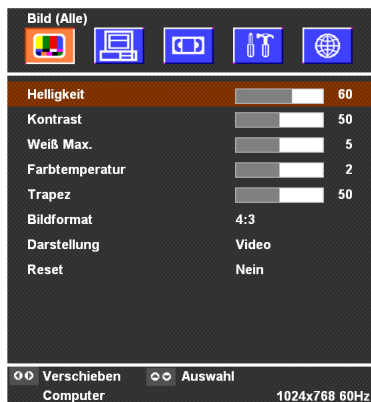 Bild (Alle)
Helligkeit 60
Kontrast 50
Weiß Max. 5
Farbtemperatur 2
Trapez 50
Bildformat 4:3
Darstellung Video
Reset Nein
Verschieben Auswahl
Computer 1024x768 60Hz